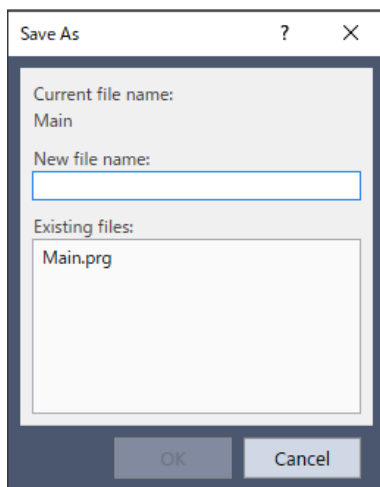 Save As ?
Current file name:
Main
New file name:
Existing files:
Main.prg
OK Cancel